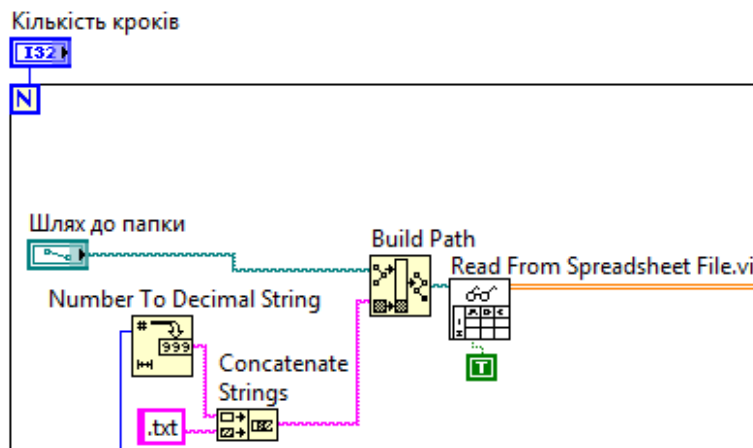 Кількість кроків
I32
N
Шлях до папки
Build Path
Read From Spreadsheet File.vi
Number To Decimal String
#
999
Concatenate
Strings
T
.txt